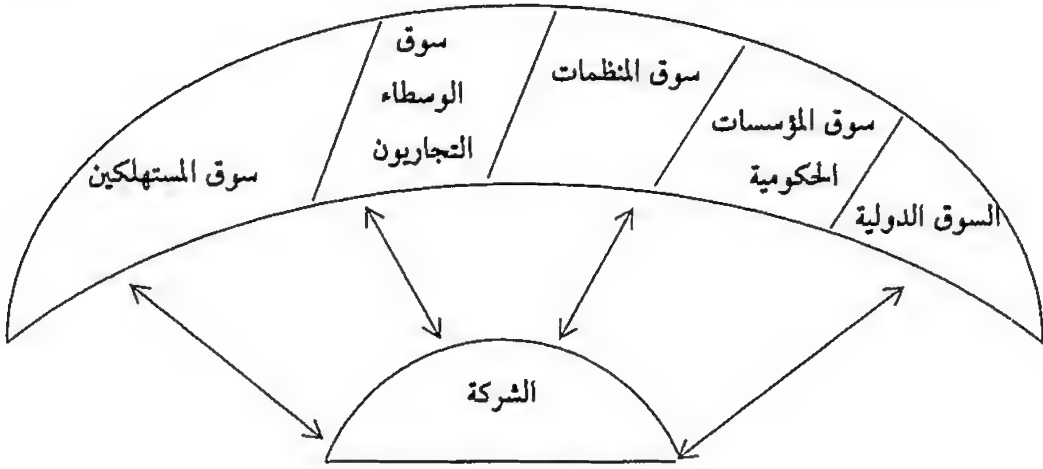 السوق الدولية
سوق المؤسسات
الحكومية
سوق المنظمات
سوق
الوسطاء
التجاريون
سوق المستهلكين
الشركة